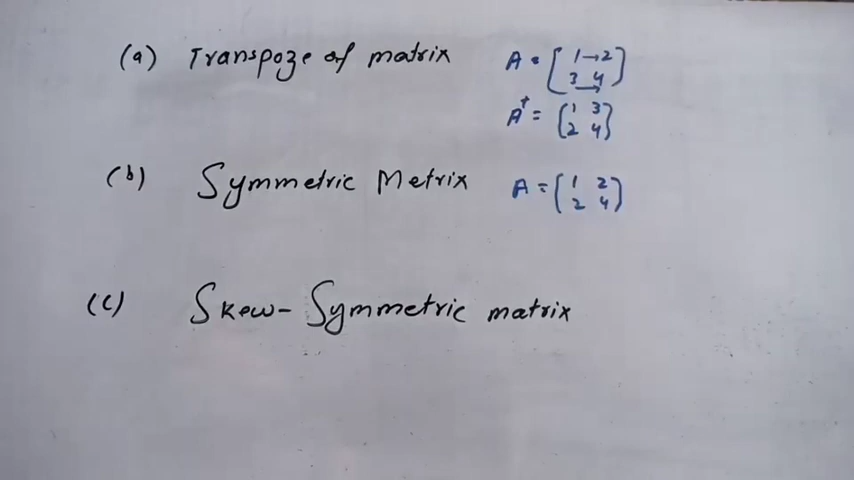 (a) Transpoze of matrix A = [ 1 → 2
3 4 ]
Aᵗ = [ 1 3
2 4 ]
(b) Symmetric Metrix A = [ 1 2
2 4 ]
(c) Skew- Symmetric matrix